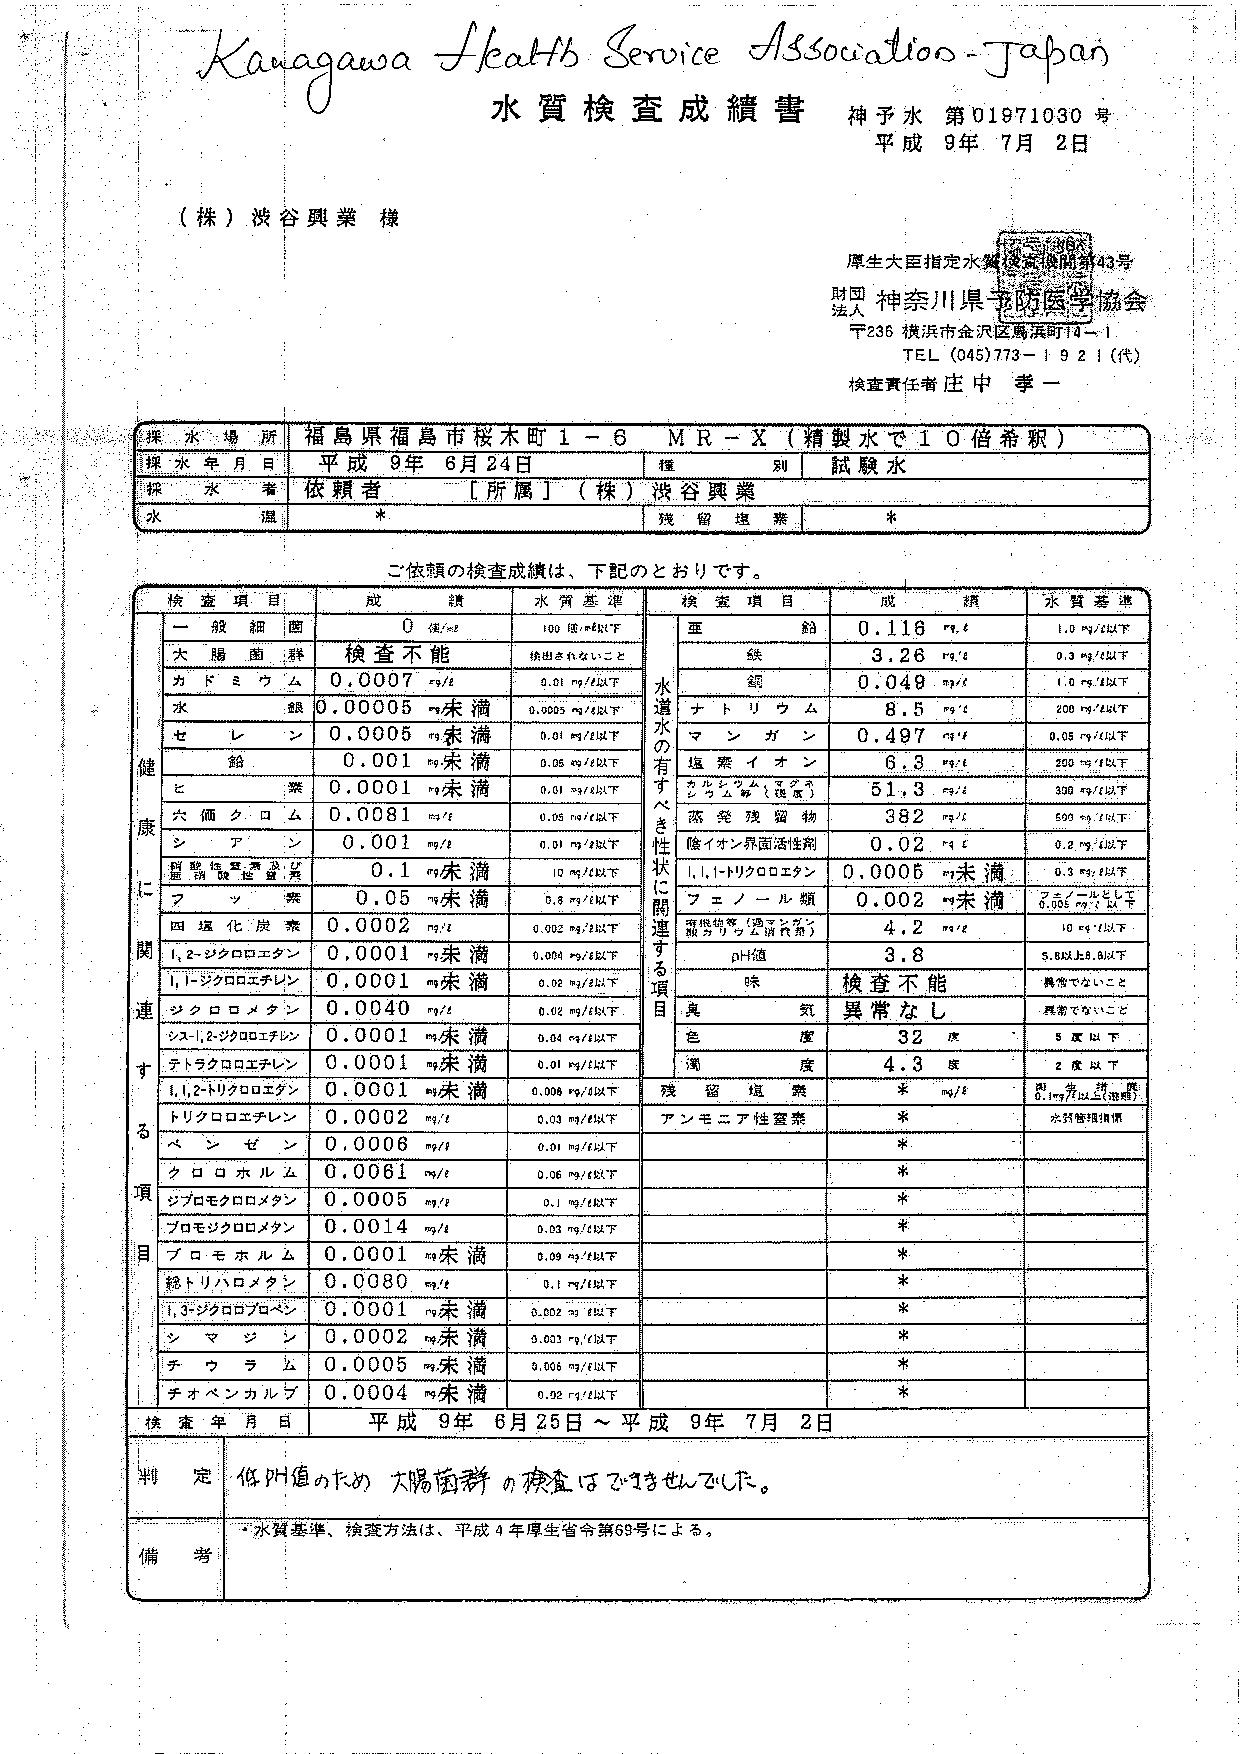 Kanagawa Health Service Association - Japan
水質検査成績書
神予水 第01971030号
平成 9年 7月 2日
(株)渋谷興業 様
厚生大臣指定水質検査機関第43号
財団法人 神奈川県予防医学協会
〒236 横浜市金沢区鳥浜町14-1
TEL (045)773-1921(代)
検査責任者 庄中 孝一
採水場所 福島県福島市桜木町1-6 MR-X(精製水で10倍希釈)
採水年月日 平成 9年 6月24日 種別 試験水
採水者 依頼者 [所属](株)渋谷興業
水温 * 残留塩素 *
ご依頼の検査成績は、下記のとおりです。
検査項目 成績 水質基準 検査項目 成績 水質基準
健康に関連する項目
水道水の有すべき性状に関連する項目
一般細菌 0 個/mℓ 100 個/mℓ以下 亜鉛 0.116 mg/ℓ 1.0 mg/ℓ以下
大腸菌群 検査不能 検出されないこと 鉄 3.26 mg/ℓ 0.3 mg/ℓ以下
カドミウム 0.0007 mg/ℓ 0.01 mg/ℓ以下 銅 0.049 mg/ℓ 1.0 mg/ℓ以下
水銀 0.00005 mg/ℓ未満 0.0005 mg/ℓ以下 ナトリウム 8.5 mg/ℓ 200 mg/ℓ以下
セレン 0.0005 mg/ℓ未満 0.01 mg/ℓ以下 マンガン 0.497 mg/ℓ 0.05 mg/ℓ以下
鉛 0.001 mg/ℓ未満 0.05 mg/ℓ以下 塩素イオン 6.3 mg/ℓ 200 mg/ℓ以下
ヒ素 0.0001 mg/ℓ未満 0.01 mg/ℓ以下 カルシウム、マグネシウム等(硬度) 51.3 mg/ℓ 300 mg/ℓ以下
六価クロム 0.0081 mg/ℓ 0.05 mg/ℓ以下 蒸発残留物 382 mg/ℓ 500 mg/ℓ以下
シアン 0.001 mg/ℓ 0.01 mg/ℓ以下 陰イオン界面活性剤 0.02 mg/ℓ 0.2 mg/ℓ以下
硝酸性窒素及び亜硝酸性窒素 0.1 mg/ℓ未満 10 mg/ℓ以下 1,1,1-トリクロロエタン 0.0005 mg/ℓ未満 0.3 mg/ℓ以下
フッ素 0.05 mg/ℓ未満 0.8 mg/ℓ以下 フェノール類 0.002 mg/ℓ未満 フェノールとして0.005 mg/ℓ以下
四塩化炭素 0.0002 mg/ℓ 0.002 mg/ℓ以下 有機物等(過マンガン酸カリウム消費量) 4.2 mg/ℓ 10 mg/ℓ以下
1,2-ジクロロエタン 0.0001 mg/ℓ未満 0.004 mg/ℓ以下 pH値 3.8 5.8以上8.6以下
1,1-ジクロロエチレン 0.0001 mg/ℓ未満 0.02 mg/ℓ以下 味 検査不能 異常でないこと
ジクロロメタン 0.0040 mg/ℓ 0.02 mg/ℓ以下 臭気 異常なし 異常でないこと
シス-1,2-ジクロロエチレン 0.0001 mg/ℓ未満 0.04 mg/ℓ以下 色度 32 度 5度以下
テトラクロロエチレン 0.0001 mg/ℓ未満 0.01 mg/ℓ以下 濁度 4.3 度 2度以下
1,1,2-トリクロロエタン 0.0001 mg/ℓ未満 0.006 mg/ℓ以下 残留塩素 * mg/ℓ 0.1mg/ℓ以上(遊離)
トリクロロエチレン 0.0002 mg/ℓ 0.03 mg/ℓ以下 アンモニア性窒素 * 水質管理指標
ベンゼン 0.0006 mg/ℓ 0.01 mg/ℓ以下 *
クロロホルム 0.0061 mg/ℓ 0.06 mg/ℓ以下 *
ジブロモクロロメタン 0.0005 mg/ℓ 0.1 mg/ℓ以下 *
ブロモジクロロメタン 0.0014 mg/ℓ 0.03 mg/ℓ以下 *
ブロモホルム 0.0001 mg/ℓ未満 0.09 mg/ℓ以下 *
総トリハロメタン 0.0080 mg/ℓ 0.1 mg/ℓ以下 *
1,3-ジクロロプロペン 0.0001 mg/ℓ未満 0.002 mg/ℓ以下 *
シマジン 0.0002 mg/ℓ未満 0.003 mg/ℓ以下 *
チウラム 0.0005 mg/ℓ未満 0.006 mg/ℓ以下 *
チオベンカルブ 0.0004 mg/ℓ未満 0.02 mg/ℓ以下 *
検査年月日 平成 9年 6月25日～平成 9年 7月 2日
判定 低PH値のため 大腸菌群の検査はできませんでした。
備考 ・水質基準、検査方法は、平成4年厚生省令第69号による。